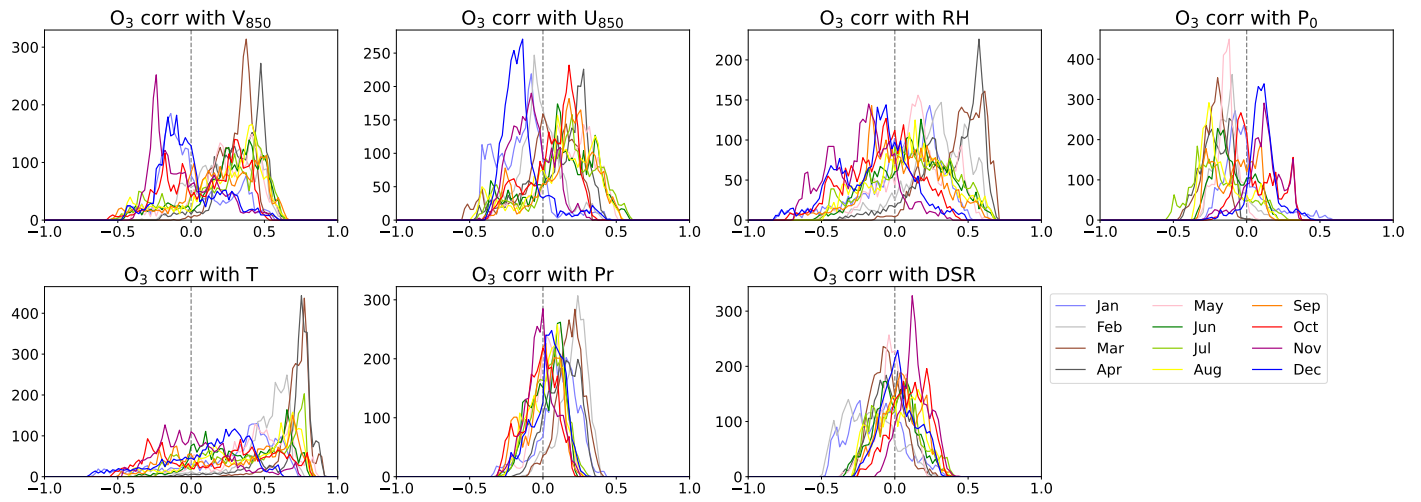 O₃ corr with V₈₅₀
O₃ corr with U₈₅₀
O₃ corr with RH
O₃ corr with P₀
300
200
100
0
−1.0 −0.5 0.0 0.5 1.0
250
200
150
100
50
0
−1.0 −0.5 0.0 0.5 1.0
200
150
100
50
0
−1.0 −0.5 0.0 0.5 1.0
400
300
200
100
0
−1.0 −0.5 0.0 0.5 1.0
O₃ corr with T
O₃ corr with Pr
O₃ corr with DSR
400
300
200
100
0
−1.0 −0.5 0.0 0.5 1.0
300
200
100
0
−1.0 −0.5 0.0 0.5 1.0
300
200
100
0
−1.0 −0.5 0.0 0.5 1.0
Jan May Sep
Feb Jun Oct
Mar Jul Nov
Apr Aug Dec